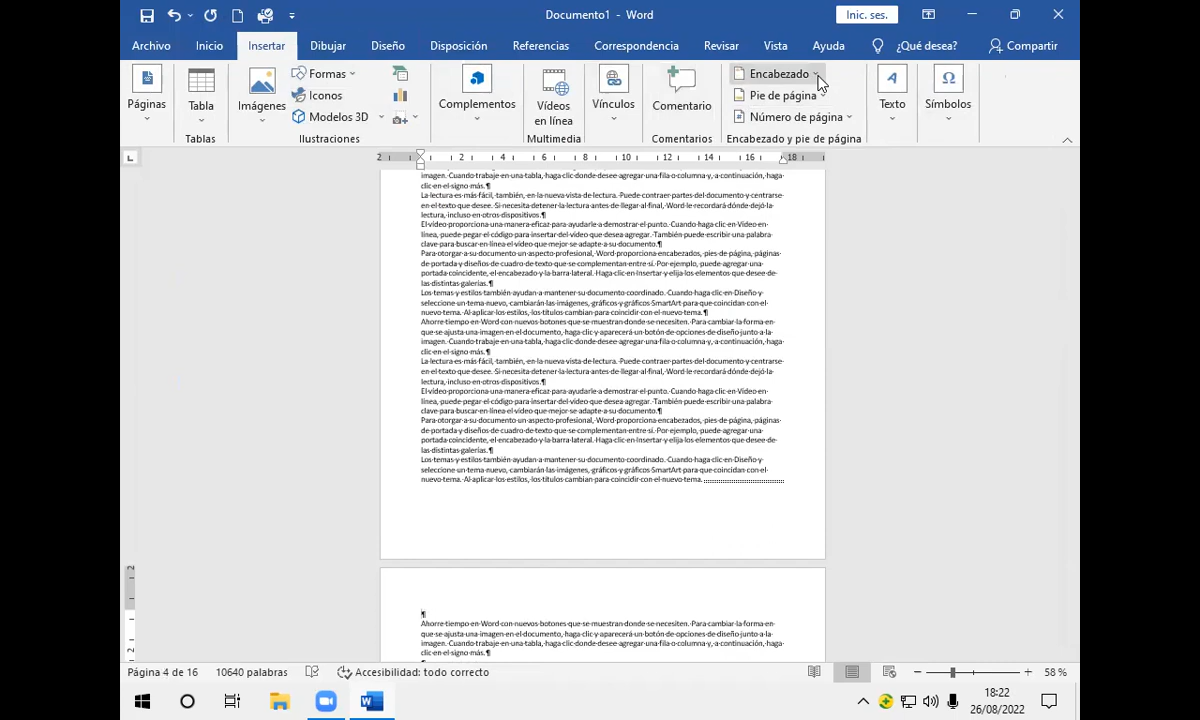 Documento1 - Word
Inic. ses.
Archivo
Inicio
Insertar
Dibujar
Diseño
Disposición
Referencias
Correspondencia
Revisar
Vista
Ayuda
¿Qué desea?
Compartir
Páginas
Tabla
Tablas
Imágenes
Formas
Iconos
Modelos 3D
Ilustraciones
Complementos
Vídeos
en línea
Multimedia
Vínculos
Comentario
Comentarios
Encabezado
Pie de página
Número de página
Encabezado y pie de página
Texto
Símbolos
2 2 4 6 8 10 12 14 16 18
imagen. Cuando trabaje en una tabla, haga clic donde desee agregar una fila o columna y, a continuación, haga
clic en el signo más.¶
La lectura es más fácil, también, en la nueva vista de lectura. Puede contraer partes del documento y centrarse
en el texto que desee. Si necesita detener la lectura antes de llegar al final, Word le recordará dónde dejó la
lectura, incluso en otros dispositivos.¶
El vídeo proporciona una manera eficaz para ayudarle a demostrar el punto. Cuando haga clic en Vídeo en
línea, puede pegar el código para insertar del vídeo que desea agregar. También puede escribir una palabra
clave para buscar en línea el vídeo que mejor se adapte a su documento.¶
Para otorgar a su documento un aspecto profesional, Word proporciona encabezados, pies de página, páginas
de portada y diseños de cuadro de texto que se complementan entre sí. Por ejemplo, puede agregar una
portada coincidente, el encabezado y la barra lateral. Haga clic en Insertar y elija los elementos que desee de
las distintas galerías.¶
Los temas y estilos también ayudan a mantener su documento coordinado. Cuando haga clic en Diseño y
seleccione un tema nuevo, cambiarán las imágenes, gráficos y gráficos SmartArt para que coincidan con el
nuevo tema. Al aplicar los estilos, los títulos cambian para coincidir con el nuevo tema.¶
Ahorre tiempo en Word con nuevos botones que se muestran donde se necesiten. Para cambiar la forma en
que se ajusta una imagen en el documento, haga clic y aparecerá un botón de opciones de diseño junto a la
imagen. Cuando trabaje en una tabla, haga clic donde desee agregar una fila o columna y, a continuación, haga
clic en el signo más.¶
La lectura es más fácil, también, en la nueva vista de lectura. Puede contraer partes del documento y centrarse
en el texto que desee. Si necesita detener la lectura antes de llegar al final, Word le recordará dónde dejó la
lectura, incluso en otros dispositivos.¶
El vídeo proporciona una manera eficaz para ayudarle a demostrar el punto. Cuando haga clic en Vídeo en
línea, puede pegar el código para insertar del vídeo que desea agregar. También puede escribir una palabra
clave para buscar en línea el vídeo que mejor se adapte a su documento.¶
Para otorgar a su documento un aspecto profesional, Word proporciona encabezados, pies de página, páginas
de portada y diseños de cuadro de texto que se complementan entre sí. Por ejemplo, puede agregar una
portada coincidente, el encabezado y la barra lateral. Haga clic en Insertar y elija los elementos que desee de
las distintas galerías.¶
Los temas y estilos también ayudan a mantener su documento coordinado. Cuando haga clic en Diseño y
seleccione un tema nuevo, cambiarán las imágenes, gráficos y gráficos SmartArt para que coincidan con el
nuevo tema. Al aplicar los estilos, los títulos cambian para coincidir con el nuevo tema.
¶
Ahorre tiempo en Word con nuevos botones que se muestran donde se necesiten. Para cambiar la forma en
que se ajusta una imagen en el documento, haga clic y aparecerá un botón de opciones de diseño junto a la
imagen. Cuando trabaje en una tabla, haga clic donde desee agregar una fila o columna y, a continuación, haga
clic en el signo más.¶
Página 4 de 16
10640 palabras
Accesibilidad: todo correcto
58 %
18:22
26/08/2022